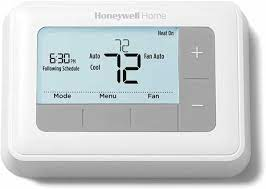 Honeywell Home
Heat On
72
6:30 PM
Auto
Fan Auto
Following Schedule
Cool
72
+
−
Mode
Menu
Fan